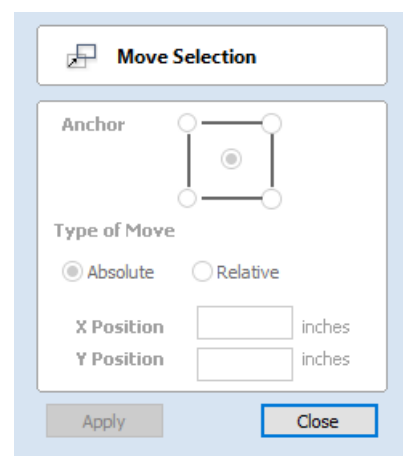 Move Selection
Anchor
Type of Move
Absolute Relative
X Position inches
Y Position inches
Apply Close